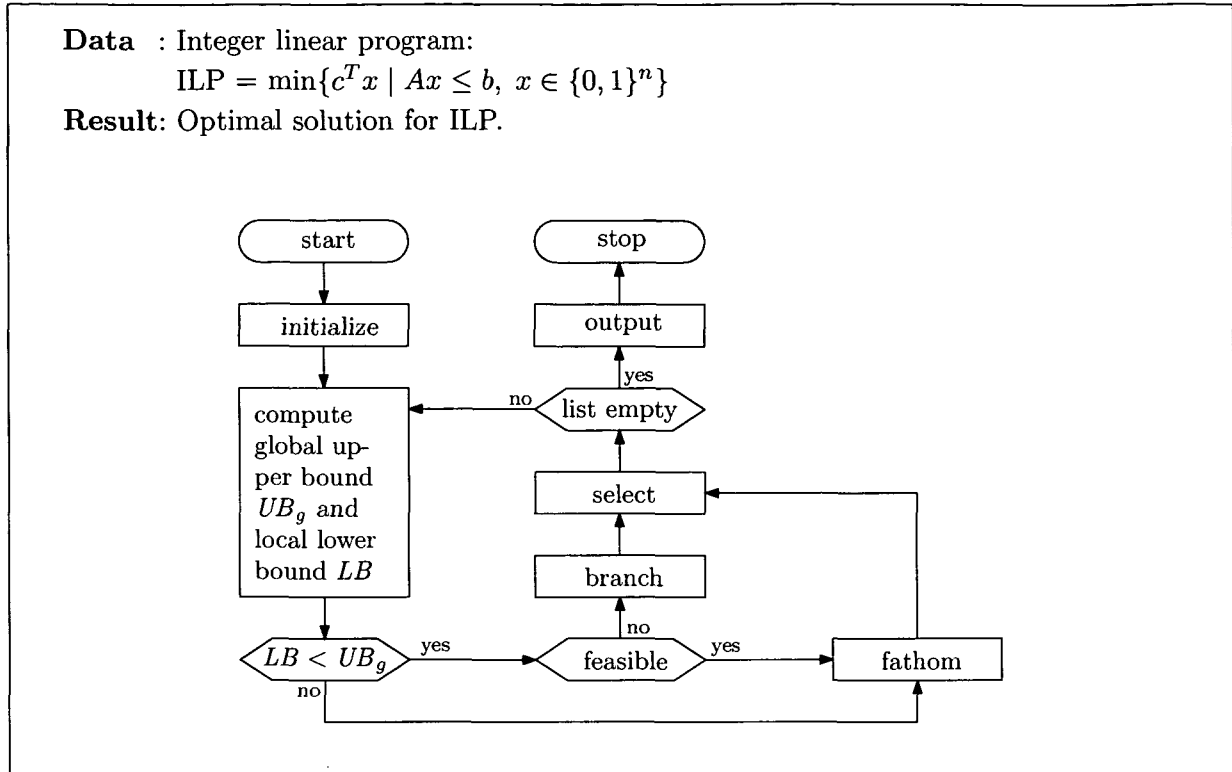 Data : Integer linear program:
ILP = min{c^T x | Ax ≤ b, x ∈ {0, 1}^n}
Result: Optimal solution for ILP.
start
stop
initialize
output
yes
no
list empty
compute
global up-
per bound
UB_g and
local lower
bound LB
select
branch
no
LB < UB_g
yes
feasible
yes
fathom
no